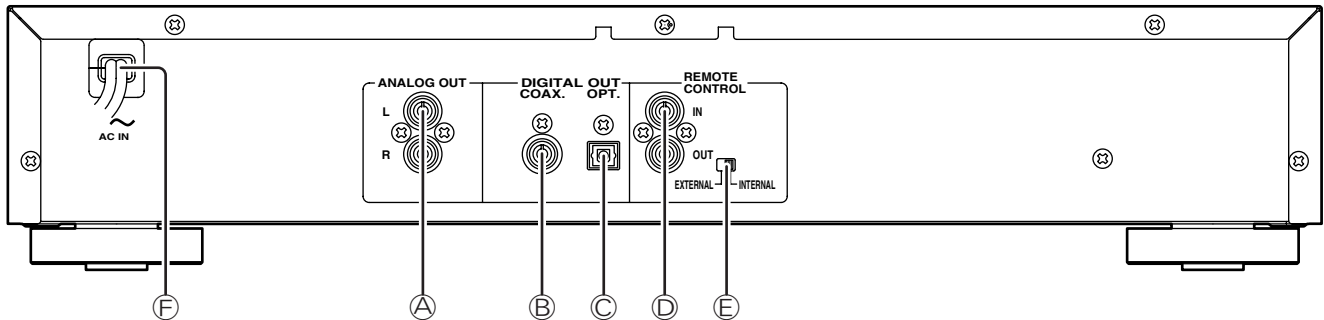 ANALOG OUT
L
R
DIGITAL OUT
COAX. OPT.
REMOTE
CONTROL
IN
OUT
EXTERNAL INTERNAL
AC IN
Ⓕ Ⓐ Ⓑ Ⓒ Ⓓ Ⓔ